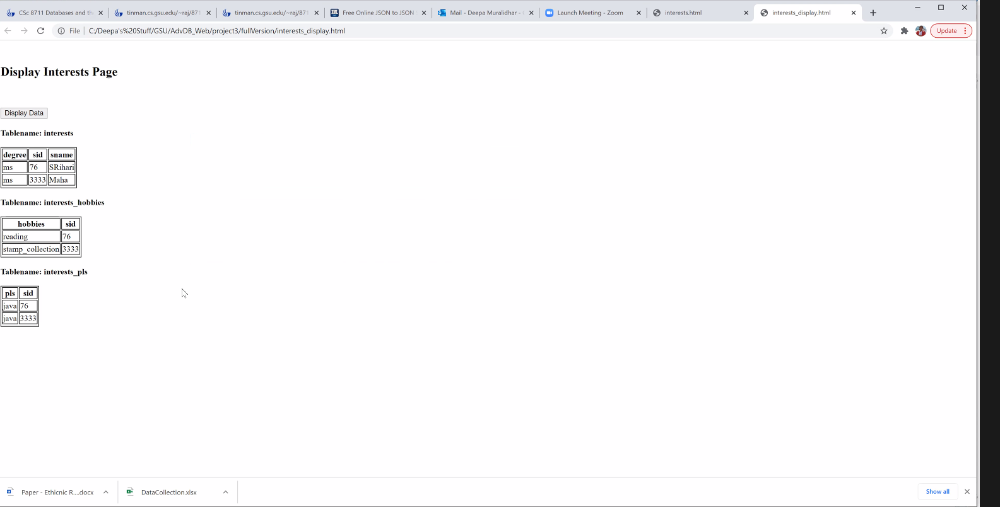 CSc 8711 Databases and the
tinman.cs.gsu.edu/~raj/871
tinman.cs.gsu.edu/~raj/871
Free Online JSON to JSON
Mail - Deepa Muralidhar -
Launch Meeting - Zoom
interests.html
interests_display.html
File
C:/Deepa's%20Stuff/GSU/AdvDB_Web/project3/fullVersion/interests_display.html
Update
Display Interests Page
Display Data
Tablename: interests
degree sid sname
ms 76 SRihari
ms 3333 Maha
Tablename: interests_hobbies
hobbies sid
reading 76
stamp_collection 3333
Tablename: interests_pls
pls sid
java 76
java 3333
Paper - Ethicnic R....docx
DataCollection.xlsx
Show all